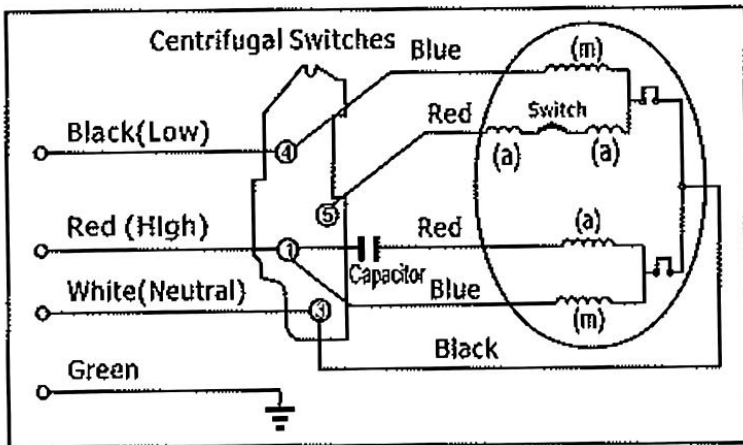 Centrifugal Switches
Blue
(m)
Black(Low)
4
Red
Switch
(a)
(a)
5
Red (High)
1
Capacitor
Red
(a)
White(Neutral)
3
Blue
(m)
Black
Green